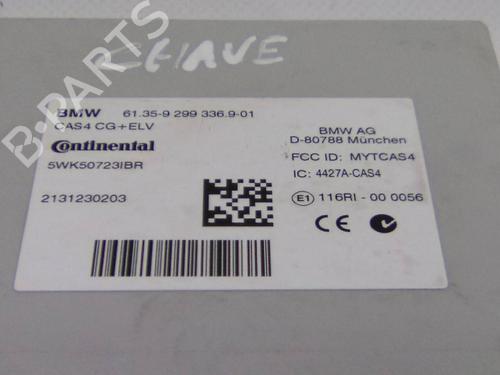 CHIAVE
BMW 61.35-9 299 336.9-01
CAS4 CG+ELV
Continental
5WK50723IBR
2131230203
BMW AG
D-80788 München
FCC ID: MYTCAS4
IC: 4427A-CAS4
E1 116RI-00 0056
CE
B-PARTS